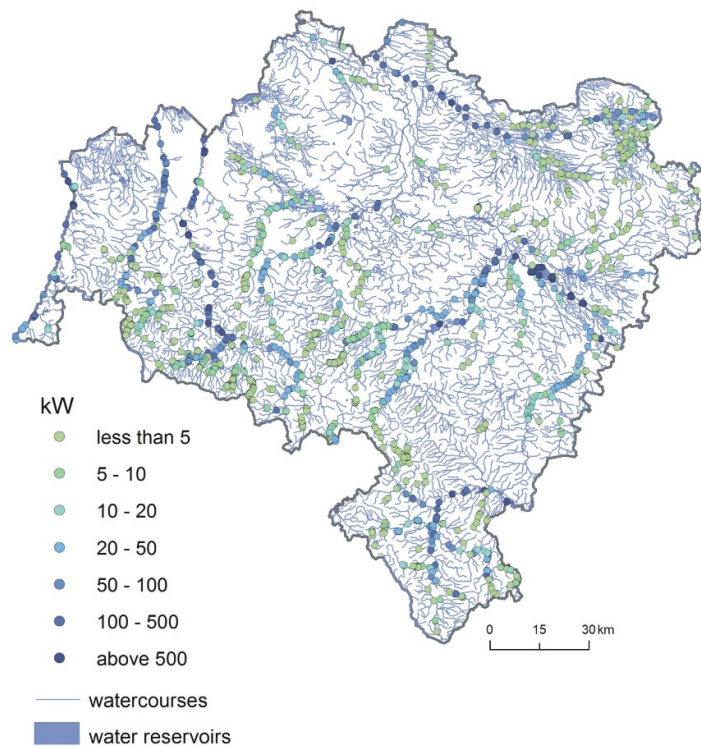 kW
less than 5
5 - 10
10 - 20
20 - 50
50 - 100
100 - 500
above 500
watercourses
water reservoirs
0 15 30 km